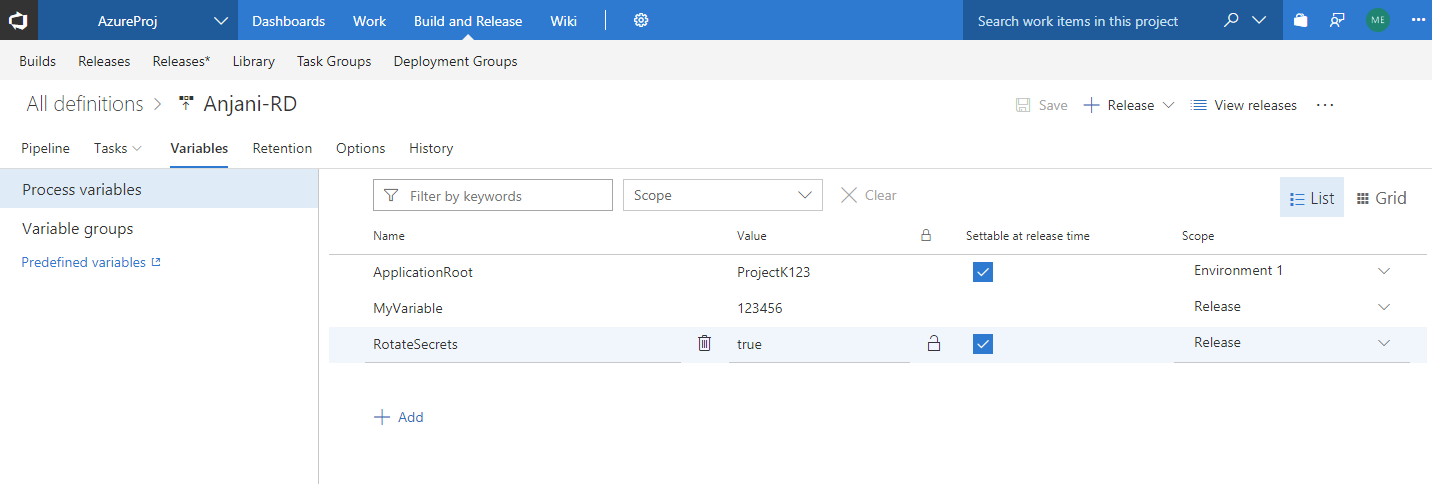 AzureProj Dashboards Work Build and Release Wiki Search work items in this project ME
Builds Releases Releases* Library Task Groups Deployment Groups
All definitions > Anjani-RD Save + Release View releases ...
Pipeline Tasks Variables Retention Options History
Process variables Filter by keywords Scope Clear List Grid
Variable groups Name Value Settable at release time Scope
Predefined variables
ApplicationRoot ProjectK123 Environment 1
MyVariable 123456 Release
RotateSecrets true Release
+ Add